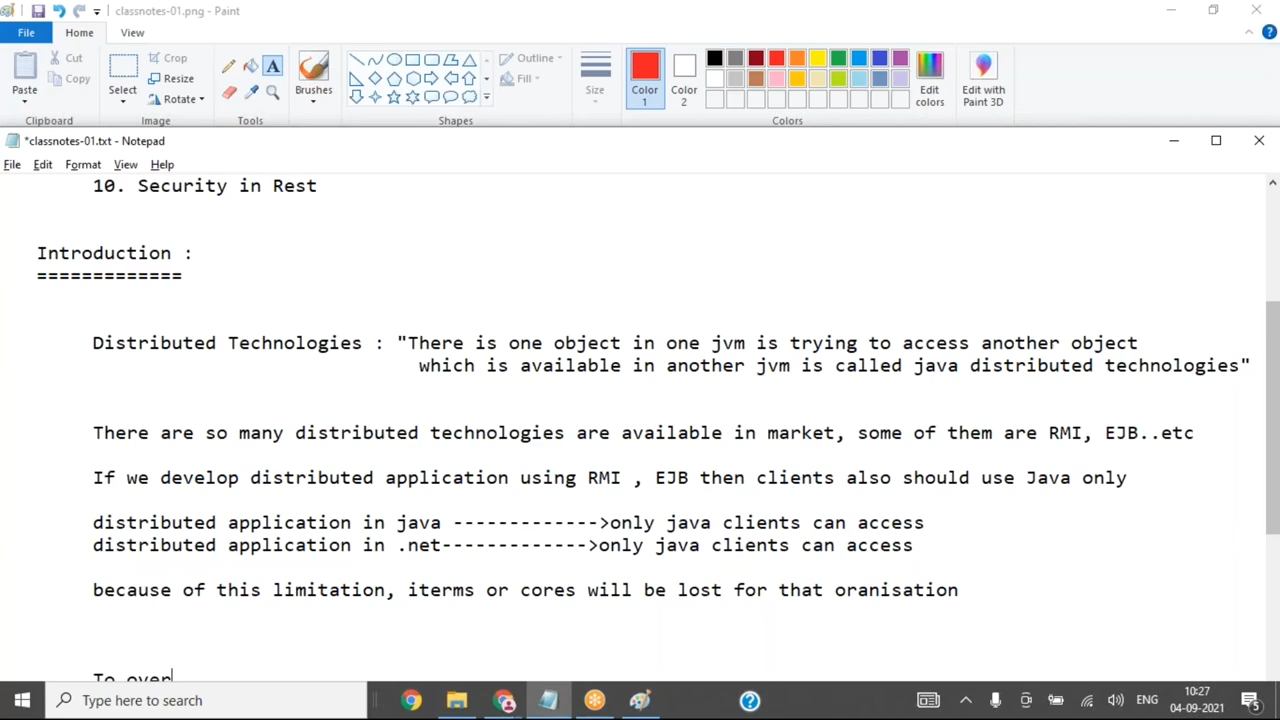 classnotes-01.png - Paint
File Home View
Paste
Cut
Copy
Clipboard
Select
Crop
Resize
Rotate
Image
A
Tools
Brushes
Shapes
Outline
Fill
Size
Color 1
Color 2
Edit colors
Colors
Edit with Paint 3D
*classnotes-01.txt - Notepad
File Edit Format View Help
10. Security in Rest
Introduction :
=============
Distributed Technologies : "There is one object in one jvm is trying to access another object
which is available in another jvm is called java distributed technologies"
There are so many distributed technologies are available in market, some of them are RMI, EJB..etc
If we develop distributed application using RMI , EJB then clients also should use Java only
distributed application in java ------------->only java clients can access
distributed application in .net------------->only java clients can access
because of this limitation, iterms or cores will be lost for that oranisation
To over
Type here to search
ENG
10:27
04-09-2021
5